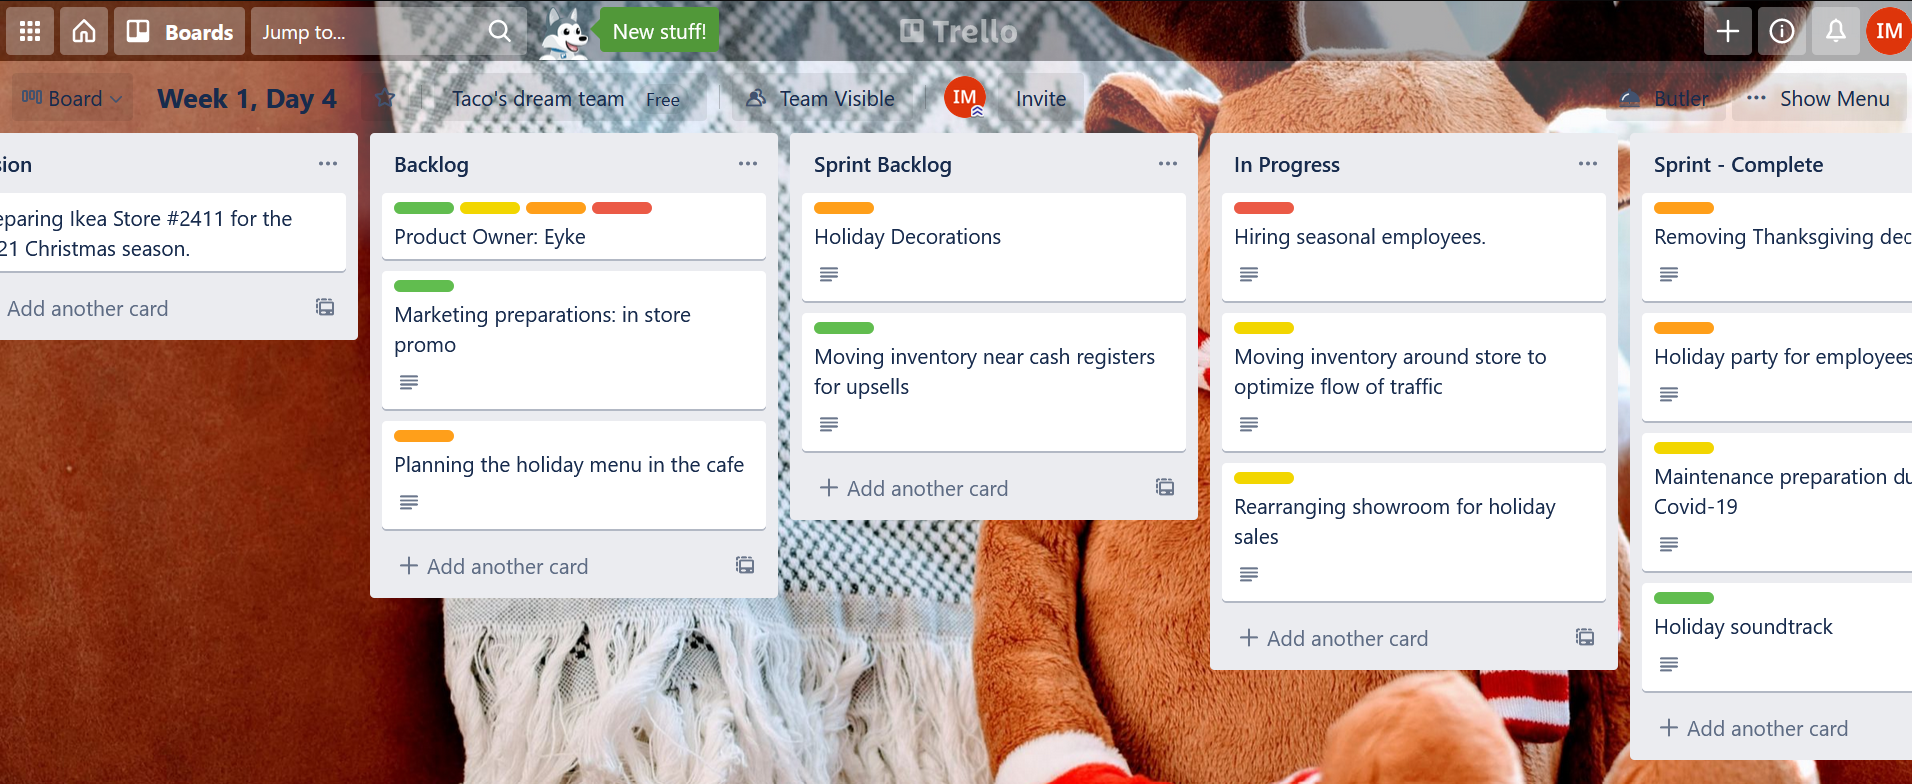 Boards
Jump to...
New stuff!
Trello
IM
Board
Week 1, Day 4
Taco's dream team
Free
Team Visible
IM
Invite
Butler
Show Menu
sion
eparing Ikea Store #2411 for the
21 Christmas season.
Add another card
Backlog
Product Owner: Eyke
Marketing preparations: in store
promo
Planning the holiday menu in the cafe
+ Add another card
Sprint Backlog
Holiday Decorations
Moving inventory near cash registers
for upsells
+ Add another card
In Progress
Hiring seasonal employees.
Moving inventory around store to
optimize flow of traffic
Rearranging showroom for holiday
sales
+ Add another card
Sprint - Complete
Removing Thanksgiving dec
Holiday party for employees
Maintenance preparation du
Covid-19
Holiday soundtrack
+ Add another card